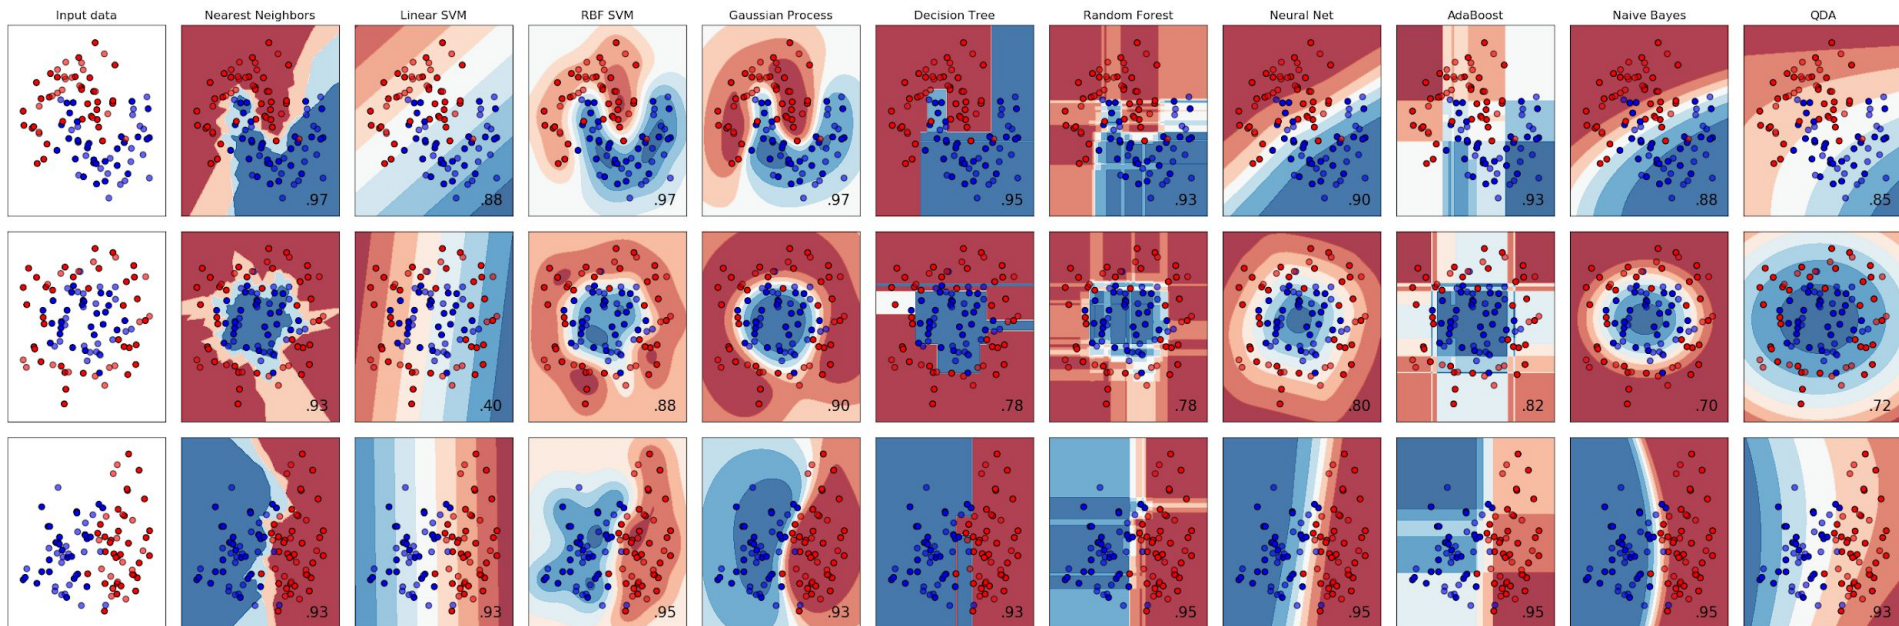 Input data Nearest Neighbors Linear SVM RBF SVM Gaussian Process Decision Tree Random Forest Neural Net AdaBoost Naive Bayes QDA
.97 .88 .97 .97 .95 .93 .90 .93 .88 .85
.93 .40 .88 .90 .78 .78 .80 .82 .70 .72
.93 .93 .95 .93 .93 .95 .95 .95 .95 .93